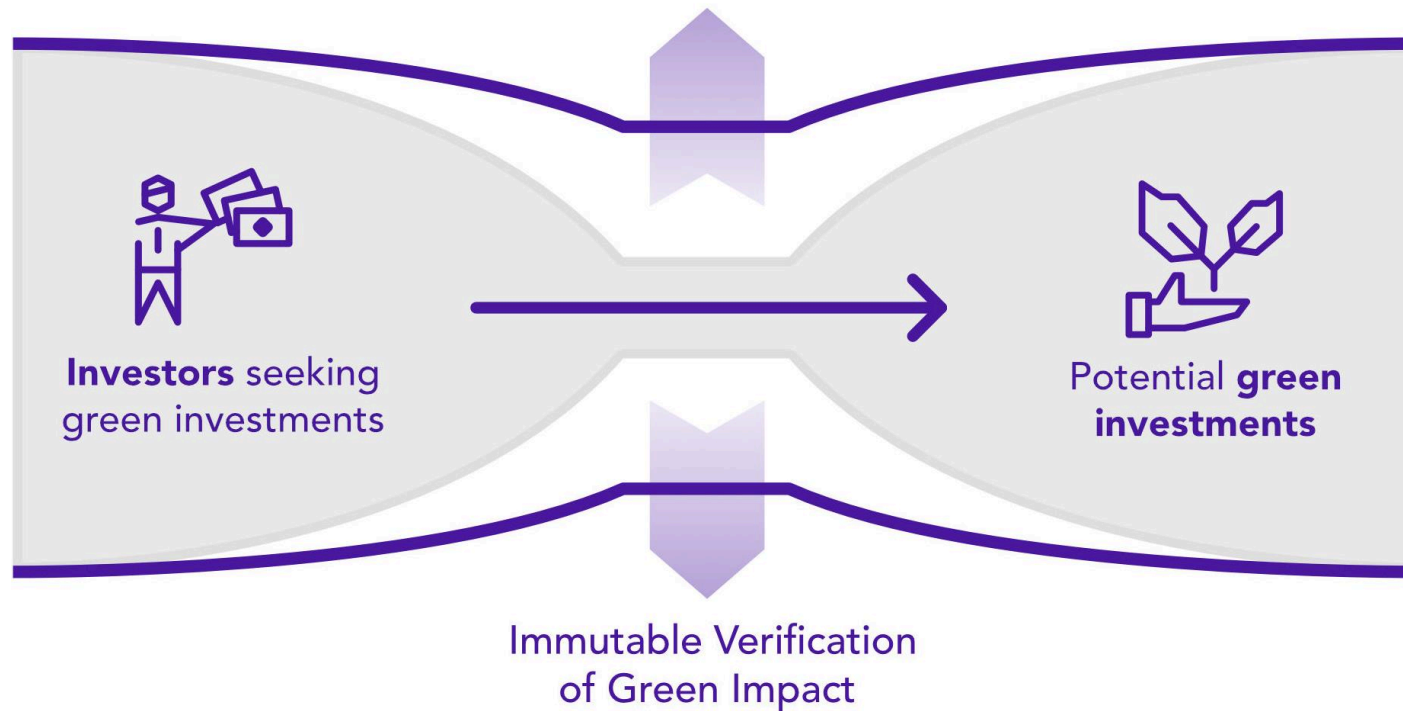 Investors seeking
green investments
Potential green
investments
Immutable Verification
of Green Impact